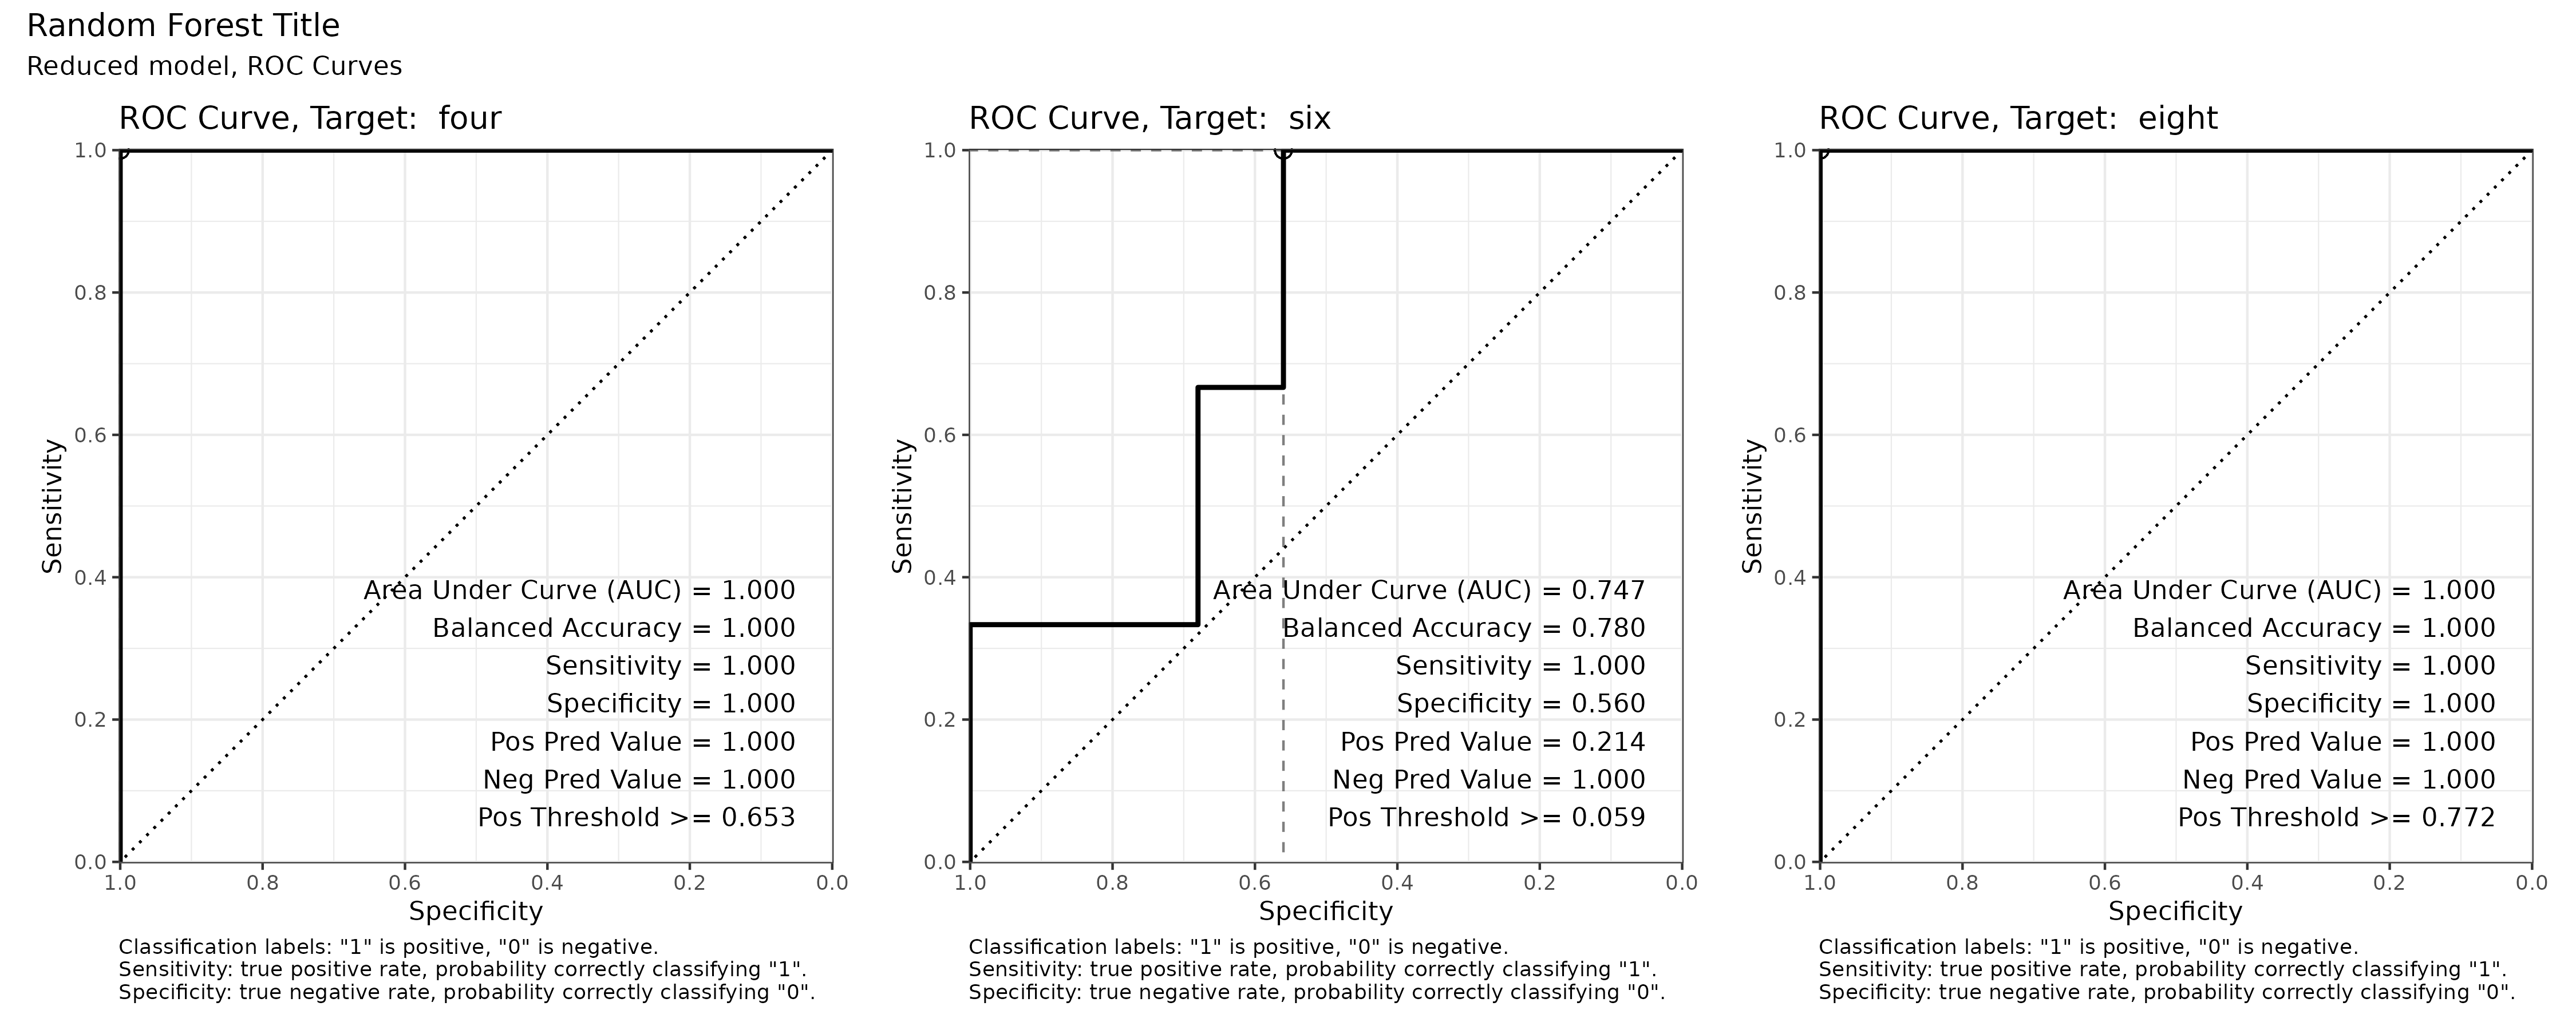 Random Forest Title
Reduced model, ROC Curves
ROC Curve, Target:  four
1.0
0.8
0.6
0.4
0.2
0.0
Sensitivity
Area Under Curve (AUC) = 1.000
Balanced Accuracy = 1.000
Sensitivity = 1.000
Specificity = 1.000
Pos Pred Value = 1.000
Neg Pred Value = 1.000
Pos Threshold >= 0.653
1.0 0.8 0.6 0.4 0.2 0.0
Specificity
Classification labels: "1" is positive, "0" is negative.
Sensitivity: true positive rate, probability correctly classifying "1".
Specificity: true negative rate, probability correctly classifying "0".
ROC Curve, Target:  six
1.0
0.8
0.6
0.4
0.2
0.0
Sensitivity
Area Under Curve (AUC) = 0.747
Balanced Accuracy = 0.780
Sensitivity = 1.000
Specificity = 0.560
Pos Pred Value = 0.214
Neg Pred Value = 1.000
Pos Threshold >= 0.059
1.0 0.8 0.6 0.4 0.2 0.0
Specificity
Classification labels: "1" is positive, "0" is negative.
Sensitivity: true positive rate, probability correctly classifying "1".
Specificity: true negative rate, probability correctly classifying "0".
ROC Curve, Target:  eight
1.0
0.8
0.6
0.4
0.2
0.0
Sensitivity
Area Under Curve (AUC) = 1.000
Balanced Accuracy = 1.000
Sensitivity = 1.000
Specificity = 1.000
Pos Pred Value = 1.000
Neg Pred Value = 1.000
Pos Threshold >= 0.772
1.0 0.8 0.6 0.4 0.2 0.0
Specificity
Classification labels: "1" is positive, "0" is negative.
Sensitivity: true positive rate, probability correctly classifying "1".
Specificity: true negative rate, probability correctly classifying "0".